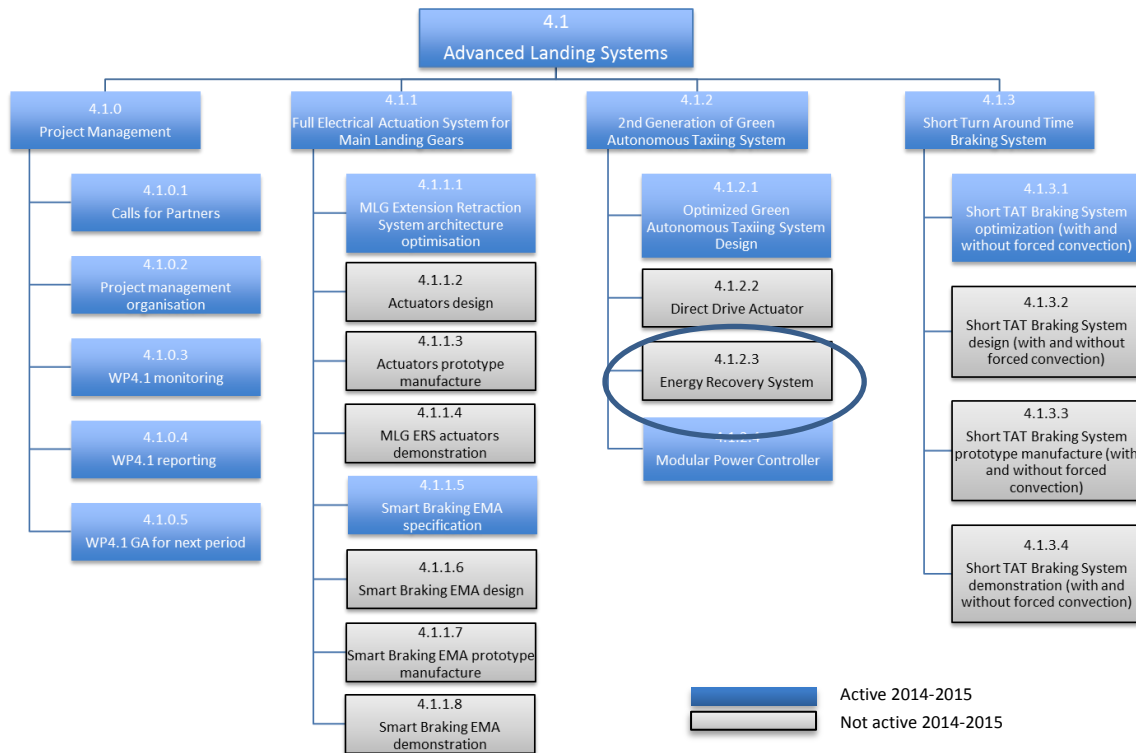 4.1
Advanced Landing Systems
4.1.0
Project Management
4.1.0.1
Calls for Partners
4.1.0.2
Project management
organisation
4.1.0.3
WP4.1 monitoring
4.1.0.4
WP4.1 reporting
4.1.0.5
WP4.1 GA for next period
4.1.1
Full Electrical Actuation System for
Main Landing Gears
4.1.1.1
MLG Extension Retraction
System architecture
optimisation
4.1.1.2
Actuators design
4.1.1.3
Actuators prototype
manufacture
4.1.1.4
MLG ERS actuators
demonstration
4.1.1.5
Smart Braking EMA
specification
4.1.1.6
Smart Braking EMA design
4.1.1.7
Smart Braking EMA prototype
manufacture
4.1.1.8
Smart Braking EMA
demonstration
4.1.2
2nd Generation of Green
Autonomous Taxiing System
4.1.2.1
Optimized Green
Autonomous Taxiing System
Design
4.1.2.2
Direct Drive Actuator
4.1.2.3
Energy Recovery System
4.1.2.4
Modular Power Controller
4.1.3
Short Turn Around Time
Braking System
4.1.3.1
Short TAT Braking System
optimization (with and
without forced convection)
4.1.3.2
Short TAT Braking System
design (with and without
forced convection)
4.1.3.3
Short TAT Braking System
prototype manufacture (with
and without forced
convection)
4.1.3.4
Short TAT Braking System
demonstration (with and
without forced convection)
Active 2014-2015
Not active 2014-2015